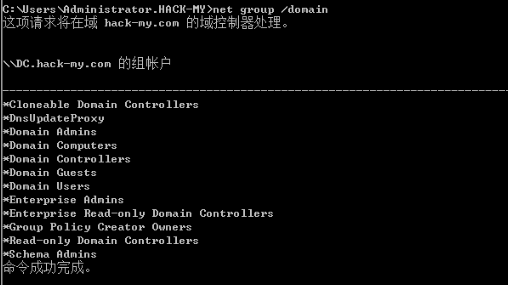 C:\Users\Administrator.HACK-MY>net group /domain
这项请求将在域 hack-my.com 的域控制器处理。
\\DC.hack-my.com 的组帐户
-------------------------------------------------------------------------------
*Cloneable Domain Controllers
*DnsUpdateProxy
*Domain Admins
*Domain Computers
*Domain Controllers
*Domain Guests
*Domain Users
*Enterprise Admins
*Enterprise Read-only Domain Controllers
*Group Policy Creator Owners
*Read-only Domain Controllers
*Schema Admins
命令成功完成。